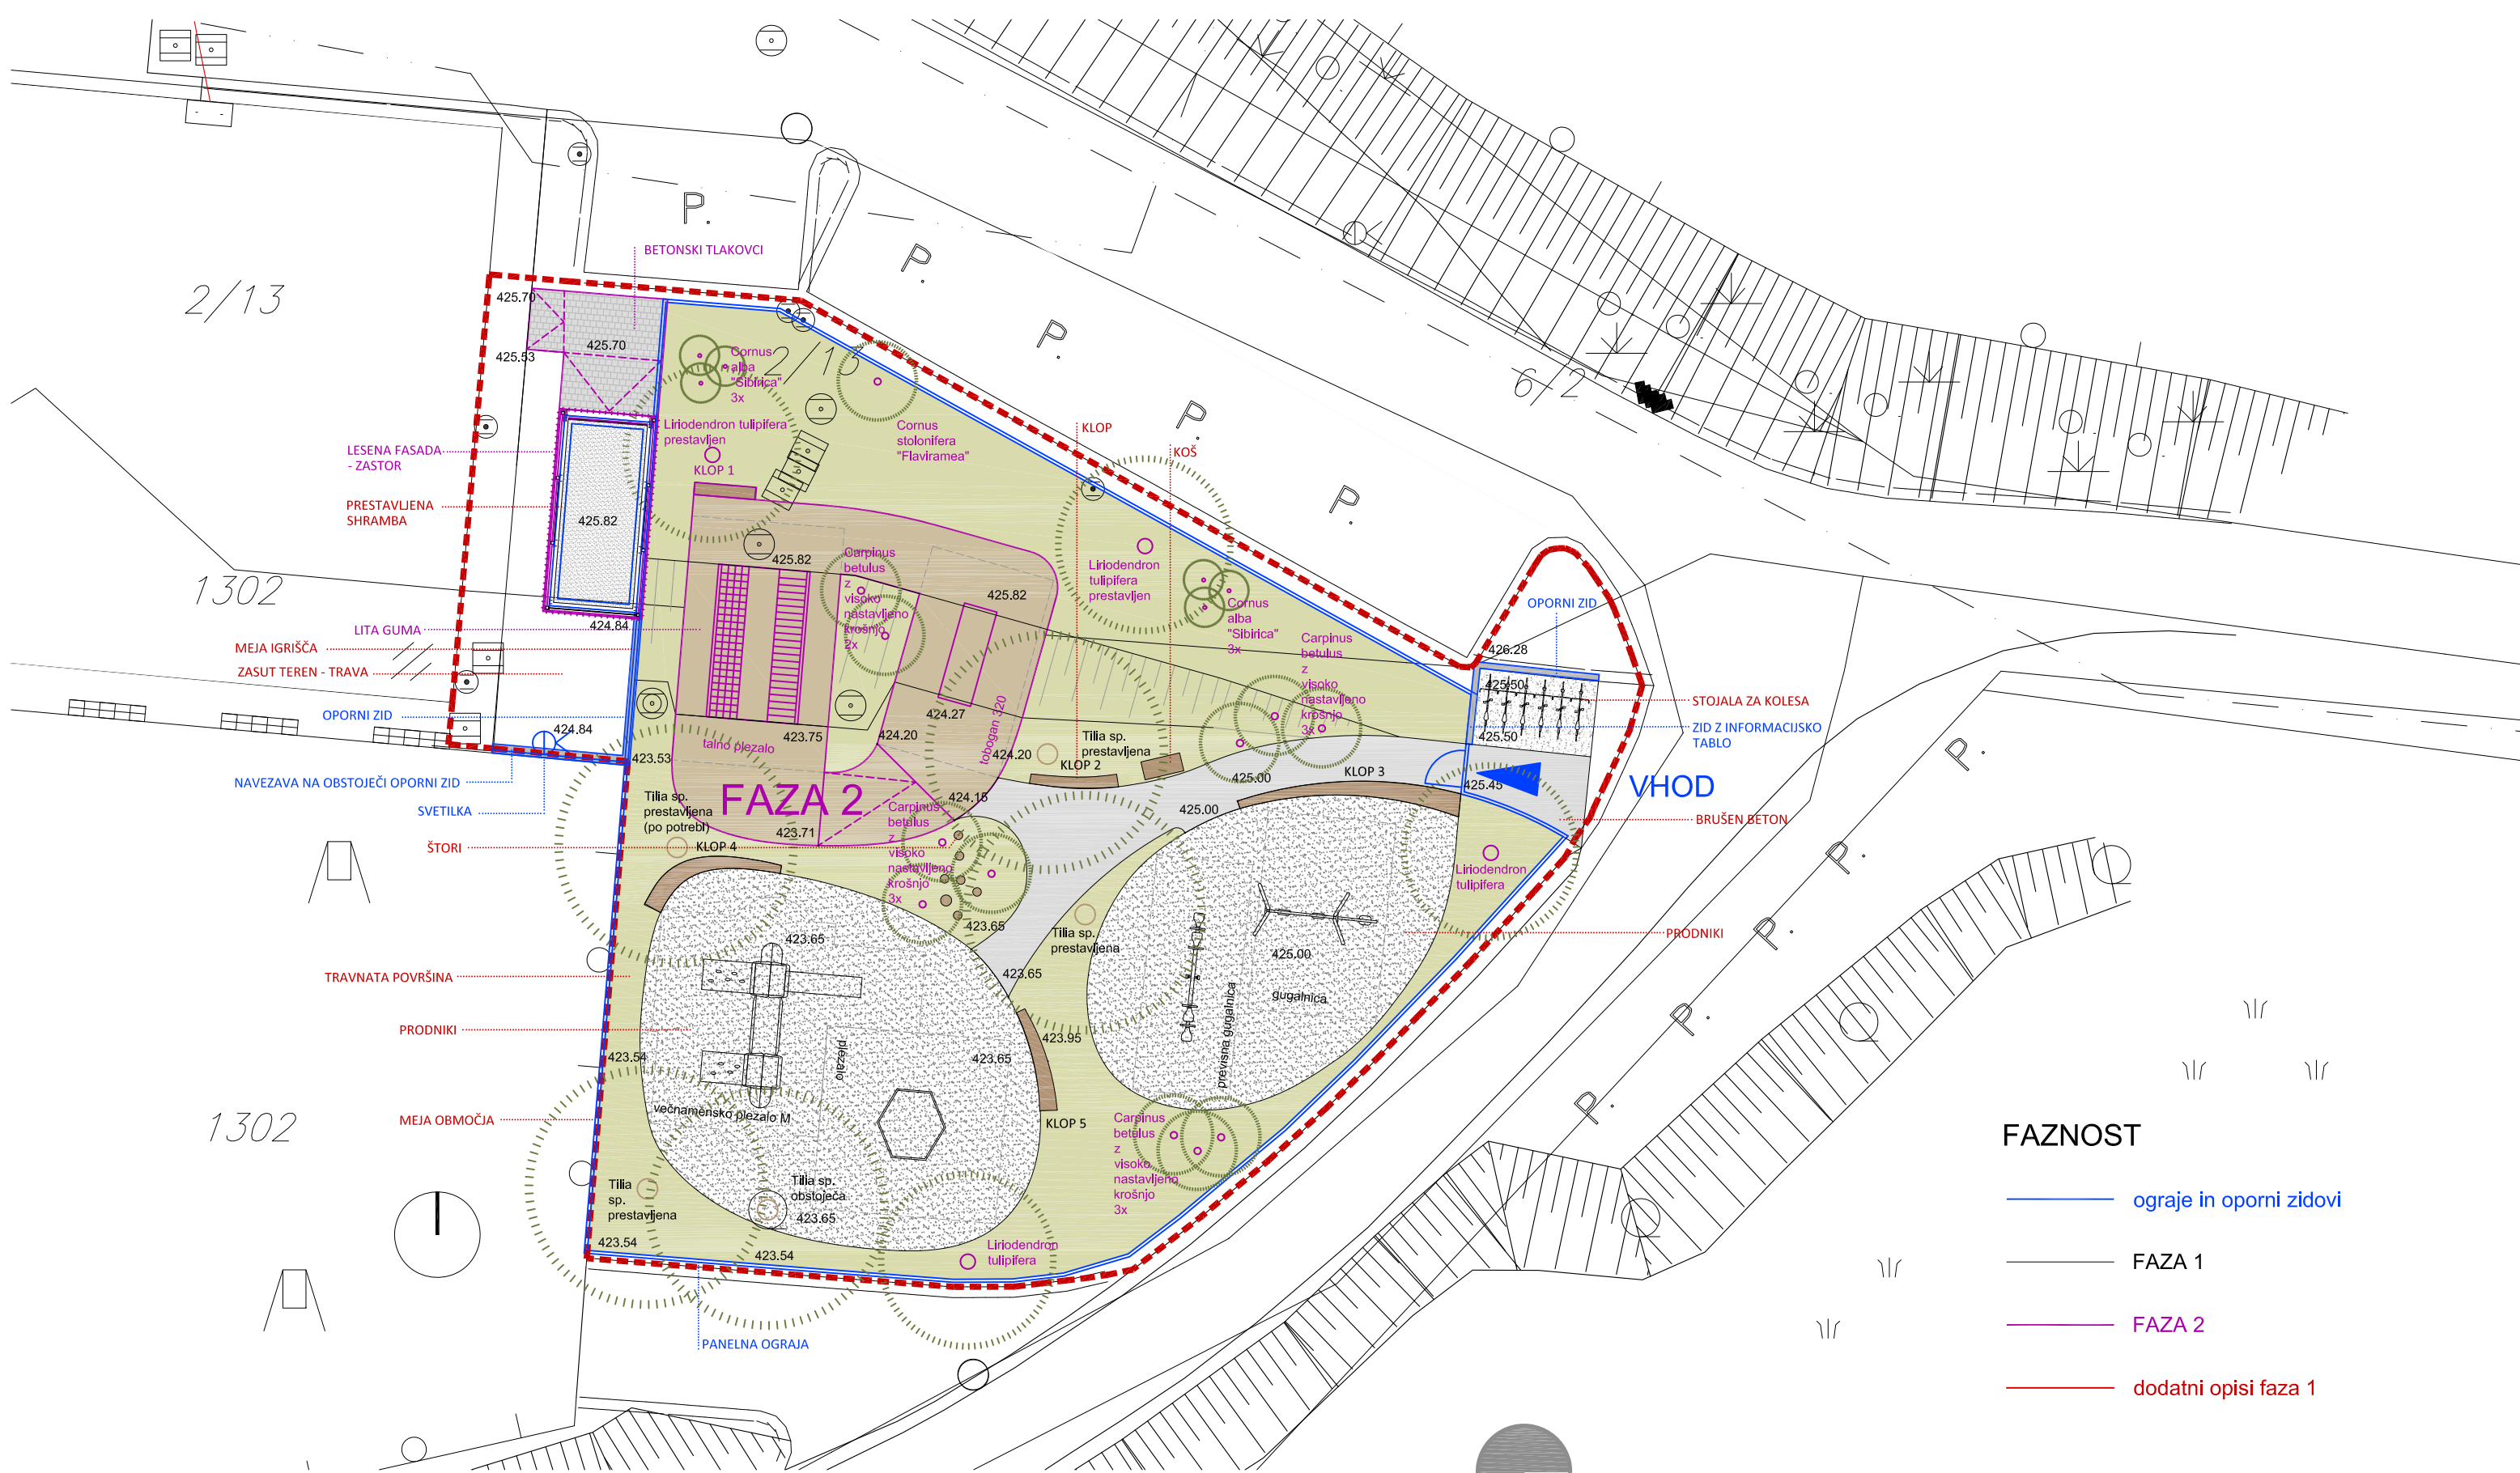 P.
P.
P.
P.
P.
2/13
2/13
6/2
1302
1302
BETONSKI TLAKOVCI
425.70
425.53
425.70
Cornus
alba
"Sibirica"
3x
Liriodendron tulipifera
prestavljen
KLOP 1
Cornus
stolonifera
"Flaviramea"
KLOP
KOŠ
LESENA FASADA
- ZASTOR
PRESTAVLJENA
SHRAMBA
425.82
425.82
425.82
Carpinus
betulus
z
visoko
nastavljeno
krošnjo
2x
Liriodendron
tulipifera
prestavljen
Cornus
alba
"Sibirica"
3x
Carpinus
betulus
z
visoko
nastavljeno
krošnjo
3x
OPORNI ZID
426.28
425.50
425.50
STOJALA ZA KOLESA
ZID Z INFORMACIJSKO
TABLO
LITA GUMA
424.84
MEJA IGRIŠČA
ZASUT TEREN - TRAVA
OPORNI ZID
424.84
NAVEZAVA NA OBSTOJEČI OPORNI ZID
SVETILKA
ŠTORI
talno plezalo
423.75
424.20
424.27
tobogan 320
424.20
Tilia sp.
prestavljena
KLOP 2
KLOP 3
425.00
425.00
425.45
VHOD
BRUŠEN BETON
423.53
FAZA 2
424.15
423.71
Tilia sp.
prestavljena
(po potrebi)
KLOP 4
Carpinus
betulus
z
visoko
nastavljeno
krošnjo
3x
Liriodendron
tulipifera
PRODNIKI
423.65
423.65
423.65
Tilia sp.
prestavljena
425.00
gugalnica
previsna gugalnica
TRAVNATA POVRŠINA
PRODNIKI
423.54
423.65
423.95
plezalo
večnamensko plezalo M
KLOP 5
MEJA OBMOČJA
Carpinus
betulus
z
visoko
nastavljeno
krošnjo
3x
Tilia
sp.
prestavljena
Tilia sp.
obstoječa
423.65
423.54
423.54
Liriodendron
tulipifera
PANELNA OGRAJA
P.
P.
P.
P.
P.
FAZNOST
ograje in oporni zidovi
FAZA 1
FAZA 2
dodatni opisi faza 1